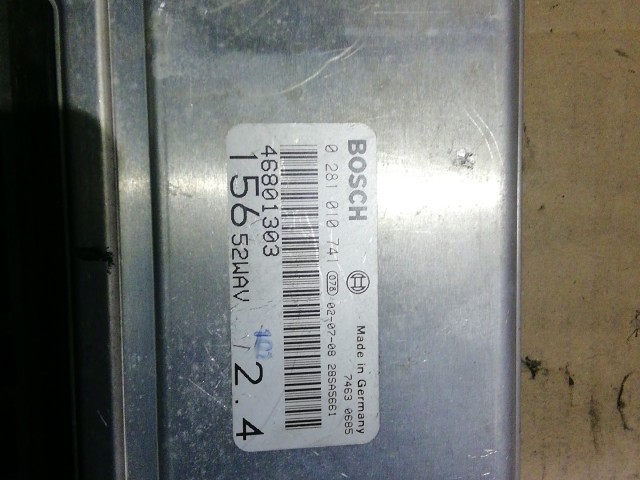 BOSCH
Made in Germany
7463 0685
0 281 010-741 078 02-07-08 28SA5661
46801303
156 52WAV 2.4